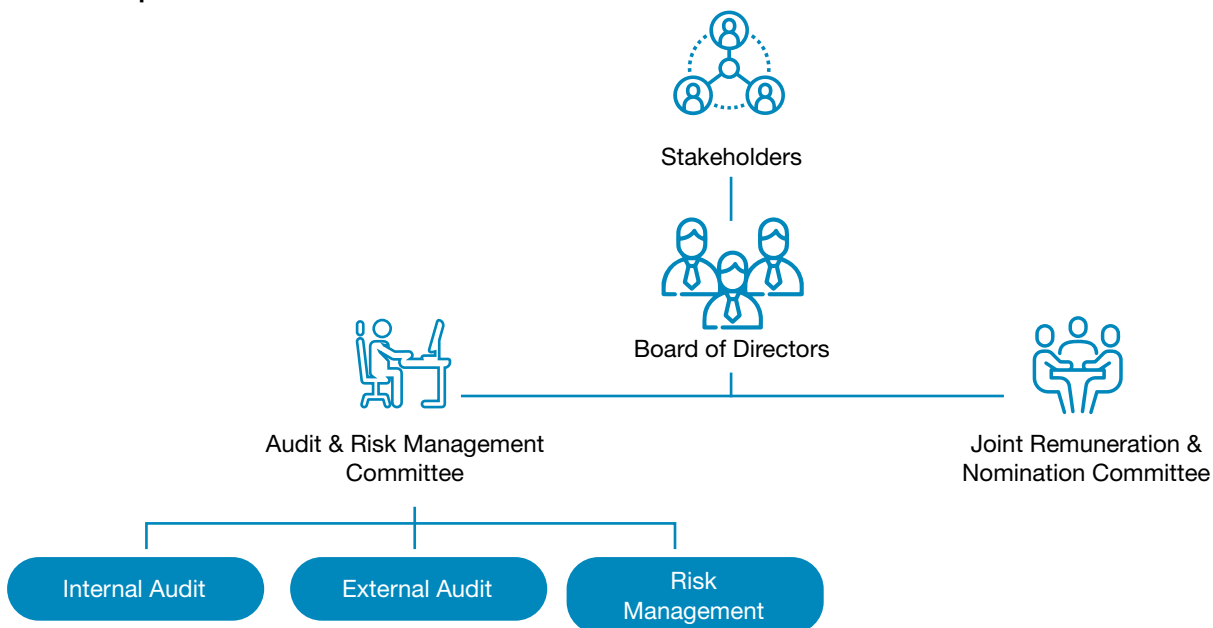 Stakeholders
Board of Directors
Audit & Risk Management
Committee
Joint Remuneration &
Nomination Committee
Internal Audit
External Audit
Risk
Management